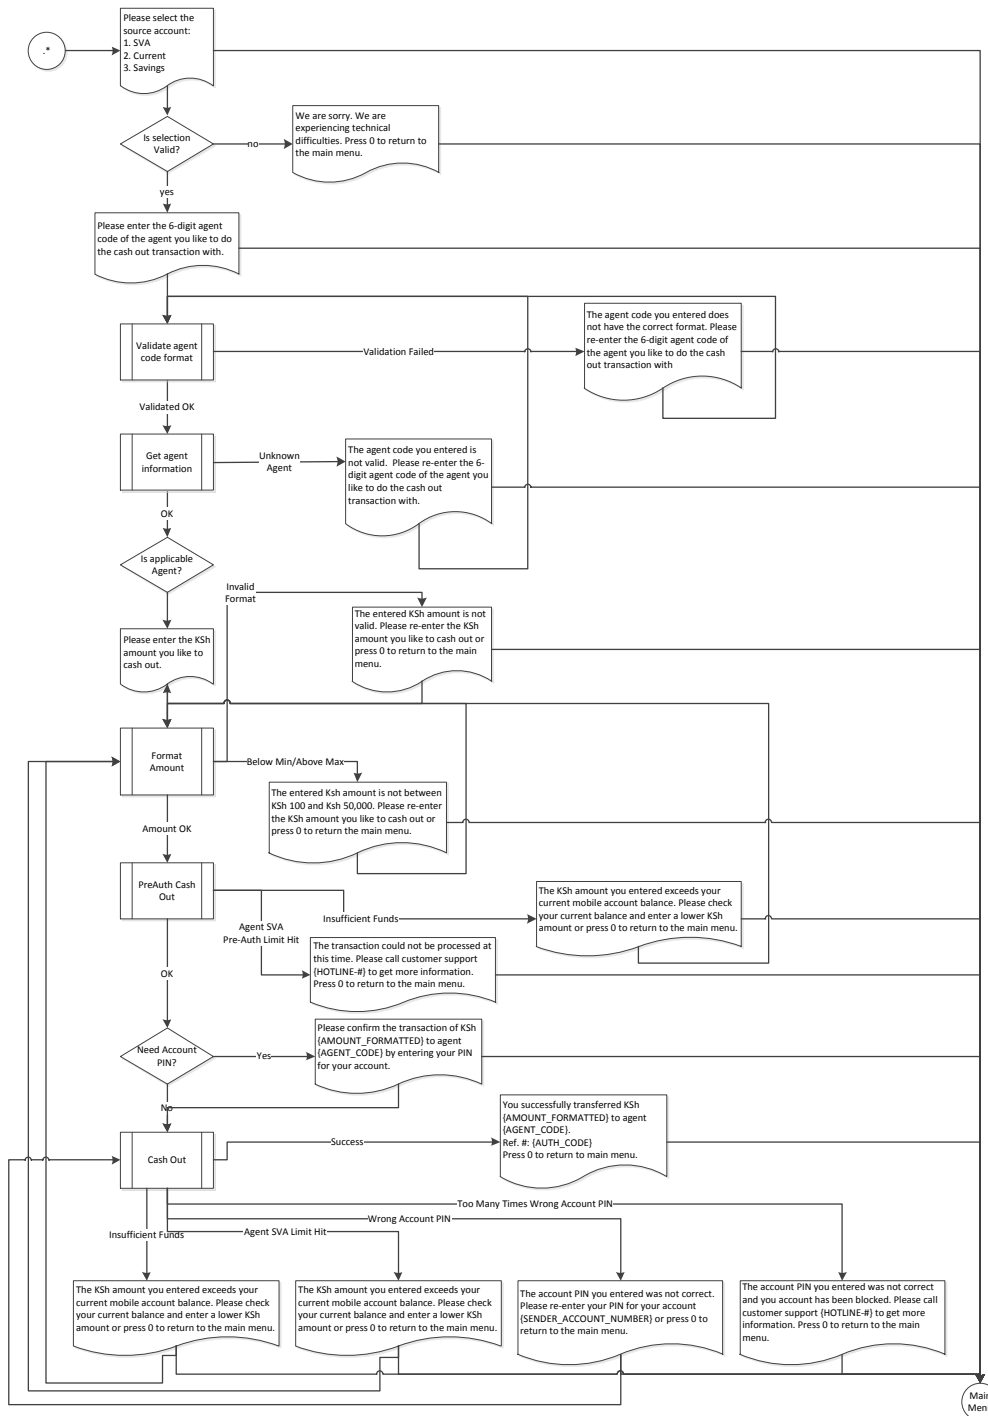 Please select the
source account:
1. SVA
2. Current
3. Savings
.*
Is selection
Valid?
no
We are sorry. We are
experiencing technical
difficulties. Press 0 to return to
the main menu.
yes
Please enter the 6-digit agent
code of the agent you like to do
the cash out transaction with.
Validate agent
code format
Validation Failed
The agent code you entered does
not have the correct format. Please
re-enter the 6-digit agent code of
the agent you like to do the cash
out transaction with
Validated OK
Get agent
information
Unknown
Agent
The agent code you entered is
not valid.  Please re-enter the 6-
digit agent code of the agent you
like to do the cash out
transaction with.
OK
Is applicable
Agent?
Invalid
Format
The entered KSh amount is not
valid. Please re-enter the KSh
amount you like to cash out or
press 0 to return to the main
menu.
Please enter the KSh
amount you like to
cash out.
Format
Amount
Below Min/Above Max
The entered Ksh amount is not between
KSh 100 and Ksh 50,000. Please re-enter
the KSh amount you like to cash out or
press 0 to return the main menu.
Amount OK
PreAuth Cash
Out
Insufficient Funds
The KSh amount you entered exceeds your
current mobile account balance. Please check
your current balance and enter a lower KSh
amount or press 0 to return to the main menu.
Agent SVA
Pre-Auth Limit Hit
The transaction could not be processed at
this time. Please call customer support
{HOTLINE-#} to get more information.
Press 0 to return to the main menu.
OK
Need Account
PIN?
Yes
Please confirm the transaction of KSh
{AMOUNT_FORMATTED} to agent
{AGENT_CODE} by entering your PIN
for your account.
No
Cash Out
Success
You successfully transferred KSh
{AMOUNT_FORMATTED} to agent
{AGENT_CODE}.
Ref. #: {AUTH_CODE}
Press 0 to return to main menu.
Too Many Times Wrong Account PIN
Wrong Account PIN
Agent SVA Limit Hit
Insufficient Funds
The KSh amount you entered exceeds your
current mobile account balance. Please check
your current balance and enter a lower KSh
amount or press 0 to return to the main menu.
The KSh amount you entered exceeds your
current mobile account balance. Please check
your current balance and enter a lower KSh
amount or press 0 to return to the main menu.
The account PIN you entered was not correct.
Please re-enter your PIN for your account
{SENDER_ACCOUNT_NUMBER} or press 0 to
return to the main menu.
The account PIN you entered was not correct
and you account has been blocked. Please call
customer support {HOTLINE-#} to get more
information. Press 0 to return to the main
menu.
Main
Menu